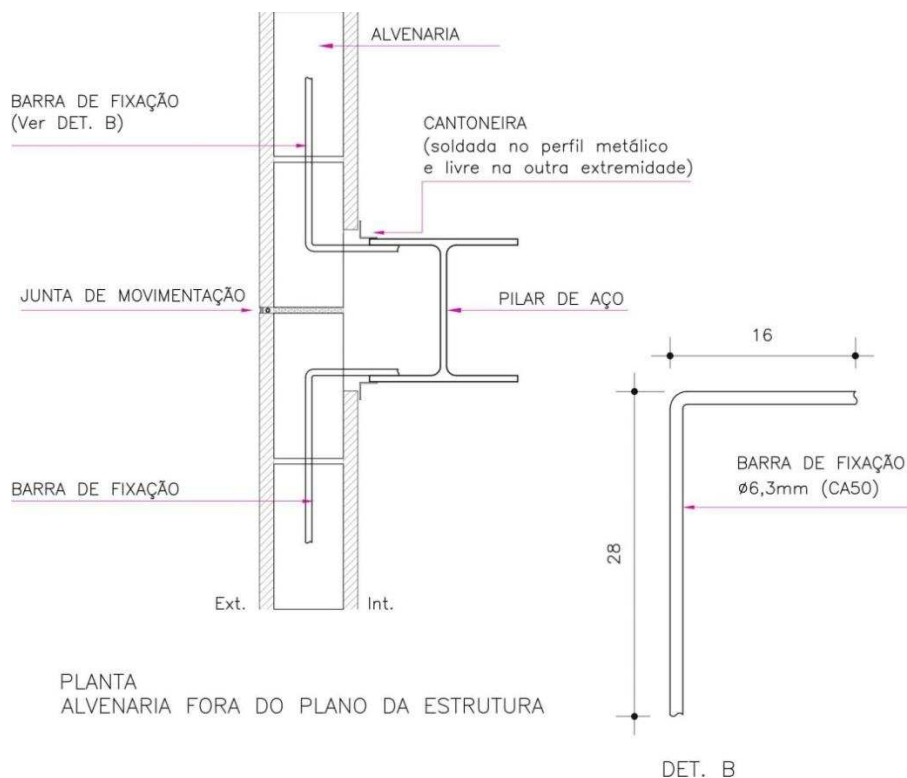 ALVENARIA
BARRA DE FIXAÇÃO
(Ver DET. B)
CANTONEIRA
(soldada no perfil metálico
e livre na outra extremidade)
JUNTA DE MOVIMENTAÇÃO
PILAR DE AÇO
16
BARRA DE FIXAÇÃO
ø6,3mm (CA50)
BARRA DE FIXAÇÃO
28
Ext.
Int.
PLANTA
ALVENARIA FORA DO PLANO DA ESTRUTURA
DET. B